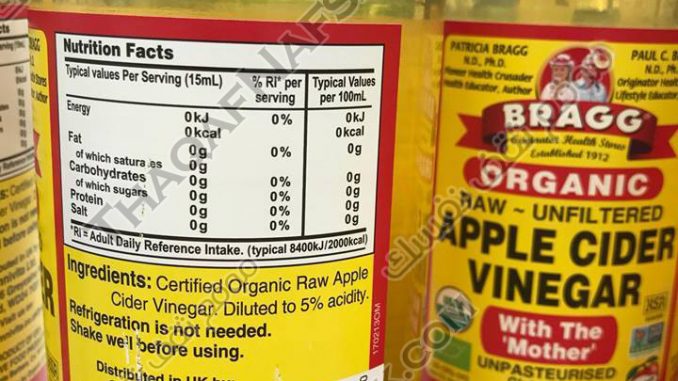 Nutrition Facts
Typical values Per Serving (15mL) % RI* per serving Typical Values per 100mL
Energy 0kJ 0% 0kJ
0kcal 0kcal
Fat 0g 0% 0g
of which saturates 0g 0g
Carbohydrates 0g 0% 0g
of which sugars 0g 0% 0g
Protein 0g 0% 0g
Salt 0g 0% 0g
*RI = Adult Daily Reference Intake. (typical 8400kJ/2000kcal)
Ingredients: Certified Organic Raw Apple
Cider Vinegar. Diluted to 5% acidity.
Refrigeration is not needed.
Shake well before using.
Distributed in UK
170213OM
PATRICIA BRAGG
N.D., Ph.D.
Pioneer Health Crusader
Health Educator, Author
PAUL C.
N.D., Ph.D.
Originator Health
Lifestyle Educator
BRAGG
Health Stores
Established 1912
ORGANIC
RAW ~ UNFILTERED
APPLE CIDER
VINEGAR
With The
'Mother'
UNPASTEURISED
THAQAFNAFSAK